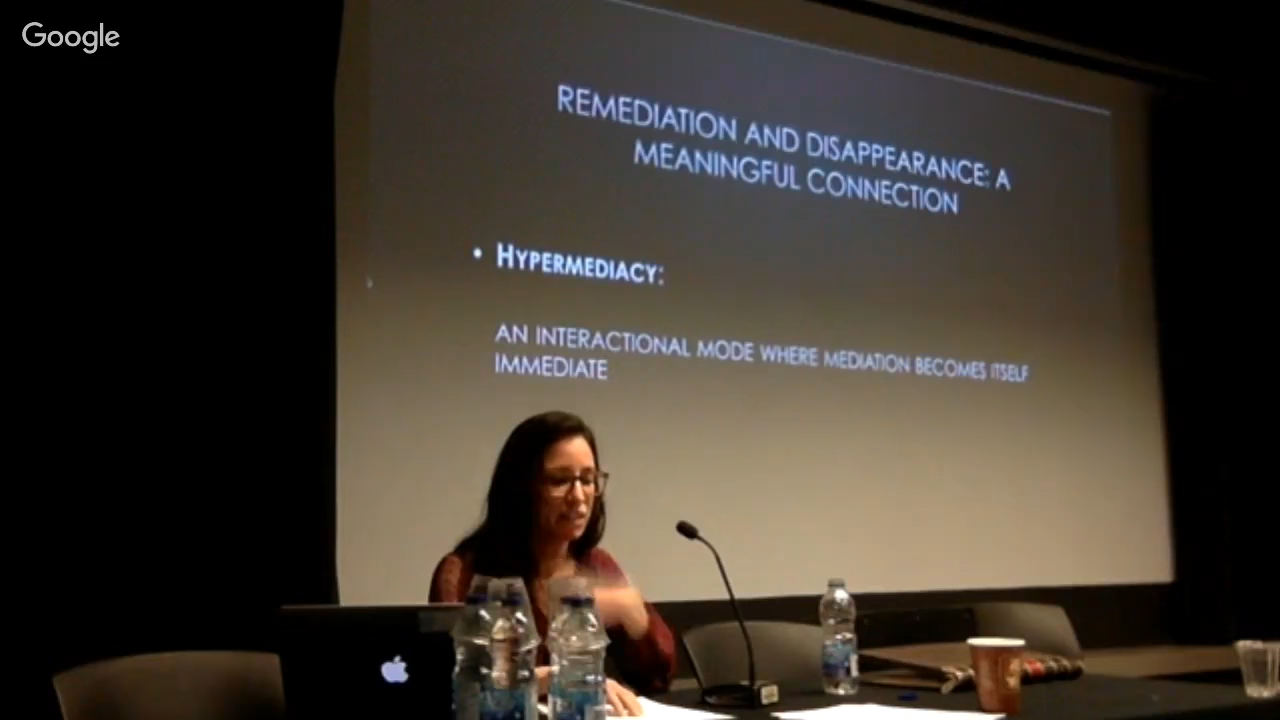 Google
REMEDIATION AND DISAPPEARANCE: A
MEANINGFUL CONNECTION
• HYPERMEDIACY:
AN INTERACTIONAL MODE WHERE MEDIATION BECOMES ITSELF
IMMEDIATE